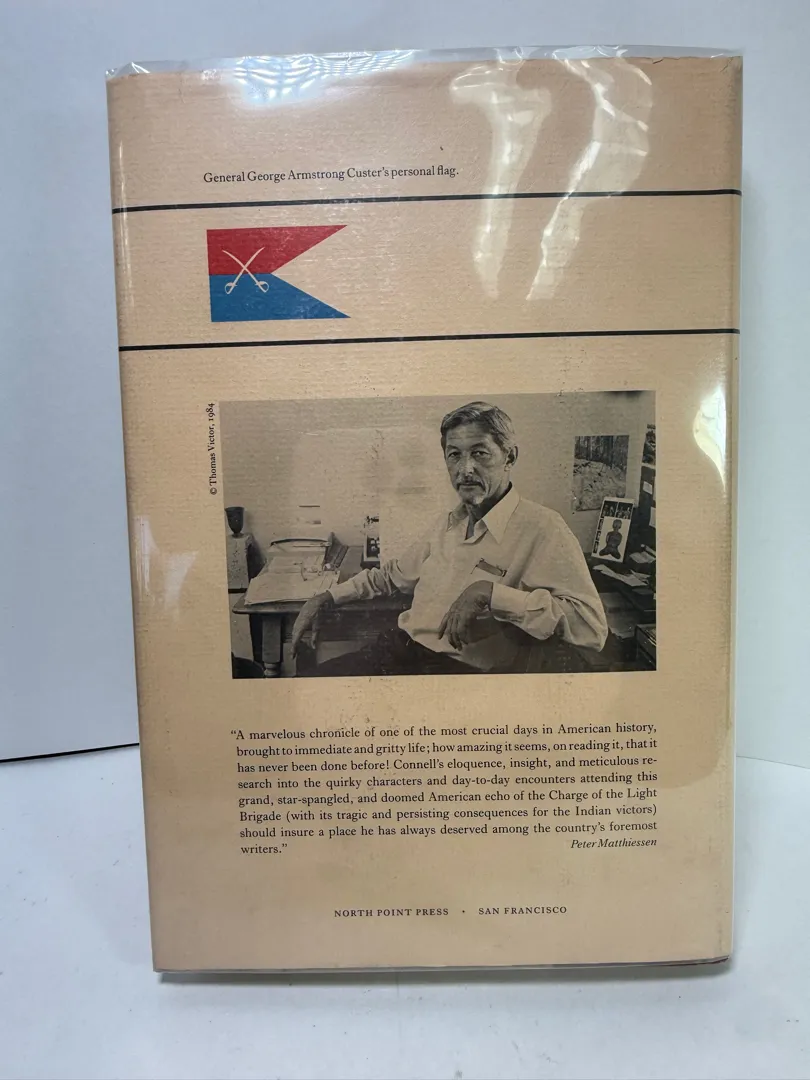 General George Armstrong Custer's personal flag.
© Thomas Victor, 1984
“A marvelous chronicle of one of the most crucial days in American history,
brought to immediate and gritty life; how amazing it seems, on reading it, that it
has never been done before! Connell's eloquence, insight, and meticulous re-
search into the quirky characters and day-to-day encounters attending this
grand, star-spangled, and doomed American echo of the Charge of the Light
Brigade (with its tragic and persisting consequences for the Indian victors)
should insure a place he has always deserved among the country's foremost
writers.” Peter Matthiessen
NORTH POINT PRESS • SAN FRANCISCO